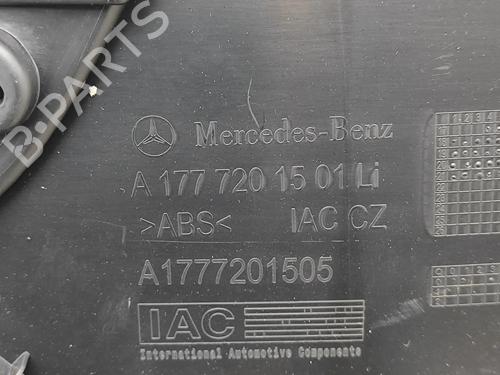 B-PARTS
Mercedes-Benz
A 177 720 15 01 Li
>ABS< IAC CZ
A1777201505
IAC
International Automotive Components